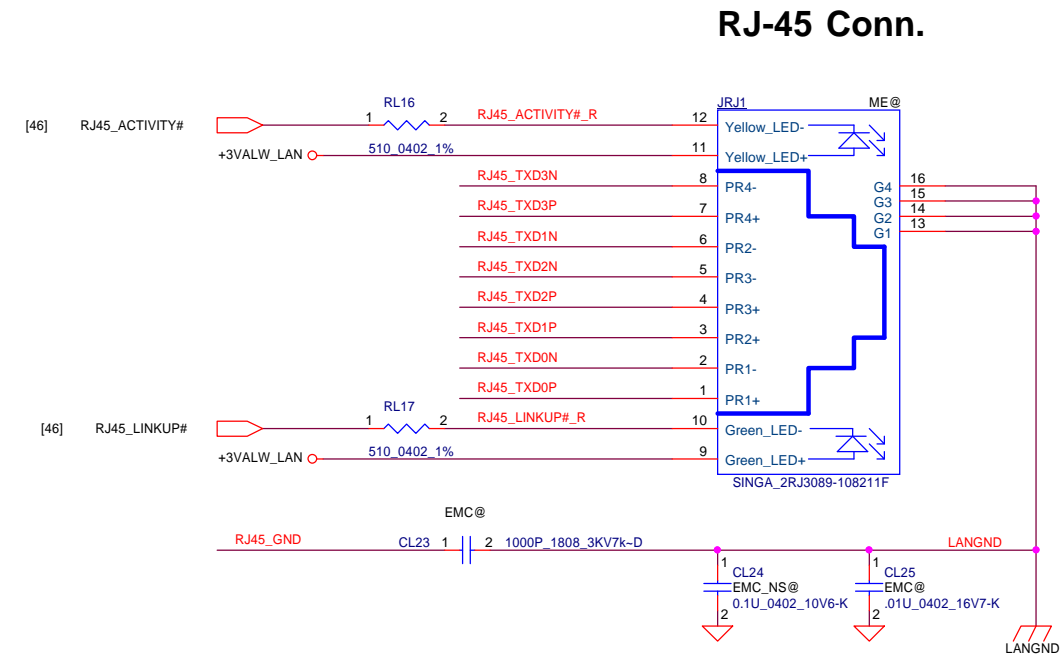 RJ-45 Conn.
RL16 JRJ1 ME@
[46] RJ45_ACTIVITY# 1 2 RJ45_ACTIVITY#_R 12 Yellow_LED-
+3VALW_LAN 510_0402_1% 11 Yellow_LED+
RJ45_TXD3N 8 PR4- G4 16
RJ45_TXD3P 7 PR4+ G3 15
G2 14
G1 13
RJ45_TXD1N 6 PR2-
RJ45_TXD2N 5 PR3-
RJ45_TXD2P 4 PR3+
RJ45_TXD1P 3 PR2+
RJ45_TXD0N 2 PR1-
RJ45_TXD0P 1 PR1+
RL17
[46] RJ45_LINKUP# 1 2 RJ45_LINKUP#_R 10 Green_LED-
+3VALW_LAN 510_0402_1% 9 Green_LED+
SINGA_2RJ3089-108211F
EMC@
RJ45_GND CL23 1 2 1000P_1808_3KV7k~D LANGND
1 CL24 1 CL25
EMC_NS@ EMC@
0.1U_0402_10V6-K .01U_0402_16V7-K
2 2
LANGND